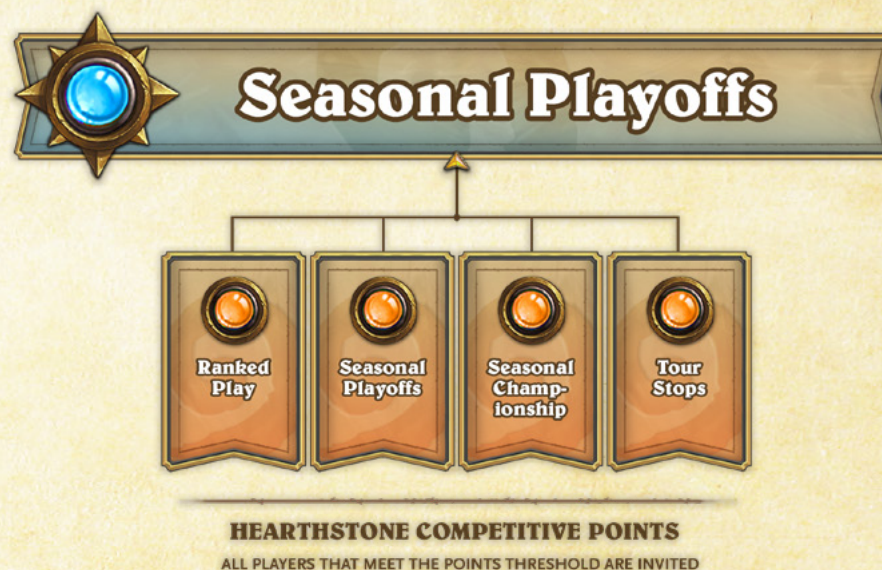 Seasonal Playoffs
Ranked
Play
Seasonal
Playoffs
Seasonal
Champ-
ionship
Tour
Stops
HEARTHSTONE COMPETITIVE POINTS
ALL PLAYERS THAT MEET THE POINTS THRESHOLD ARE INVITED